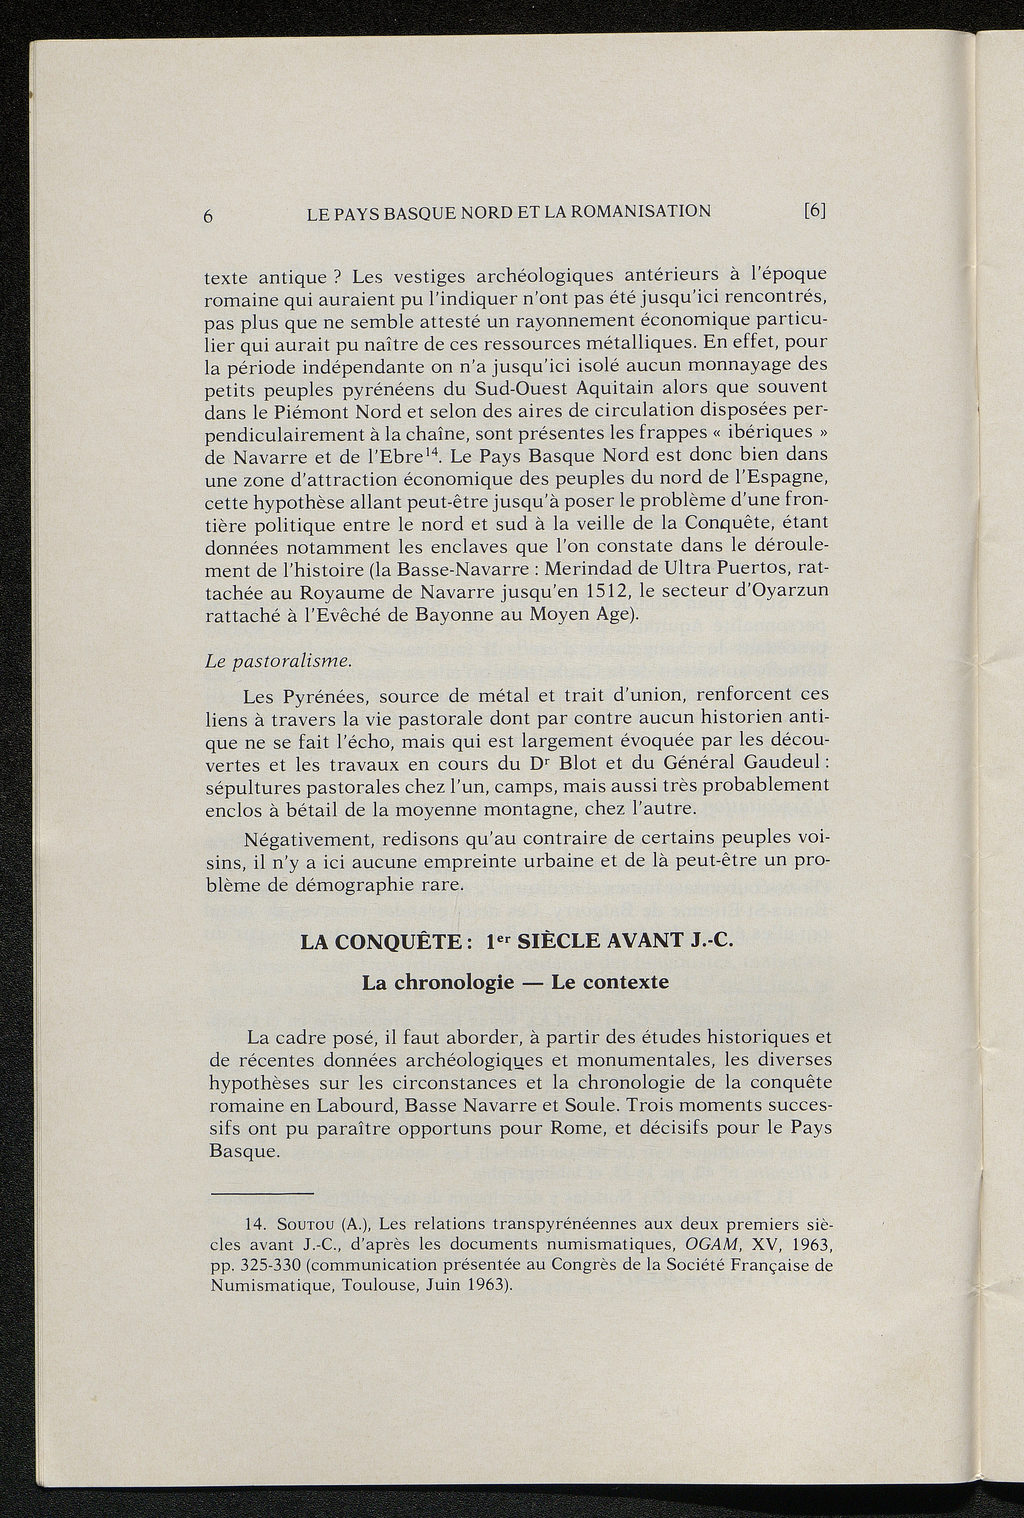 6 LE PAYS BASQUE NORD ET LA ROMANISATION [6]
texte antique ? Les vestiges archéologiques antérieurs à l'époque
romaine qui auraient pu l'indiquer n'ont pas été jusqu'ici rencontrés,
pas plus que ne semble attesté un rayonnement économique particu-
lier qui aurait pu naître de ces ressources métalliques. En effet, pour
la période indépendante on n'a jusqu'ici isolé aucun monnayage des
petits peuples pyrénéens du Sud-Ouest Aquitain alors que souvent
dans le Piémont Nord et selon des aires de circulation disposées per-
pendiculairement à la chaîne, sont présentes les frappes « ibériques »
de Navarre et de l'Ebre¹⁴. Le Pays Basque Nord est donc bien dans
une zone d'attraction économique des peuples du nord de l'Espagne,
cette hypothèse allant peut-être jusqu'à poser le problème d'une fron-
tière politique entre le nord et sud à la veille de la Conquête, étant
données notamment les enclaves que l'on constate dans le déroule-
ment de l'histoire (la Basse-Navarre : Merindad de Ultra Puertos, rat-
tachée au Royaume de Navarre jusqu'en 1512, le secteur d'Oyarzun
rattaché à l'Evêché de Bayonne au Moyen Age).
Le pastoralisme.
Les Pyrénées, source de métal et trait d'union, renforcent ces
liens à travers la vie pastorale dont par contre aucun historien anti-
que ne se fait l'écho, mais qui est largement évoquée par les décou-
vertes et les travaux en cours du Dʳ Blot et du Général Gaudeul :
sépultures pastorales chez l'un, camps, mais aussi très probablement
enclos à bétail de la moyenne montagne, chez l'autre.
Négativement, redisons qu'au contraire de certains peuples voi-
sins, il n'y a ici aucune empreinte urbaine et de là peut-être un pro-
blème de démographie rare.
LA CONQUÊTE : 1ᵉʳ SIÈCLE AVANT J.-C.
La chronologie — Le contexte
La cadre posé, il faut aborder, à partir des études historiques et
de récentes données archéologiques et monumentales, les diverses
hypothèses sur les circonstances et la chronologie de la conquête
romaine en Labourd, Basse Navarre et Soule. Trois moments succes-
sifs ont pu paraître opportuns pour Rome, et décisifs pour le Pays
Basque.
14. SOUTOU (A.), Les relations transpyrénéennes aux deux premiers siè-
cles avant J.-C., d'après les documents numismatiques, OGAM, XV, 1963,
pp. 325-330 (communication présentée au Congrès de la Société Française de
Numismatique, Toulouse, Juin 1963).